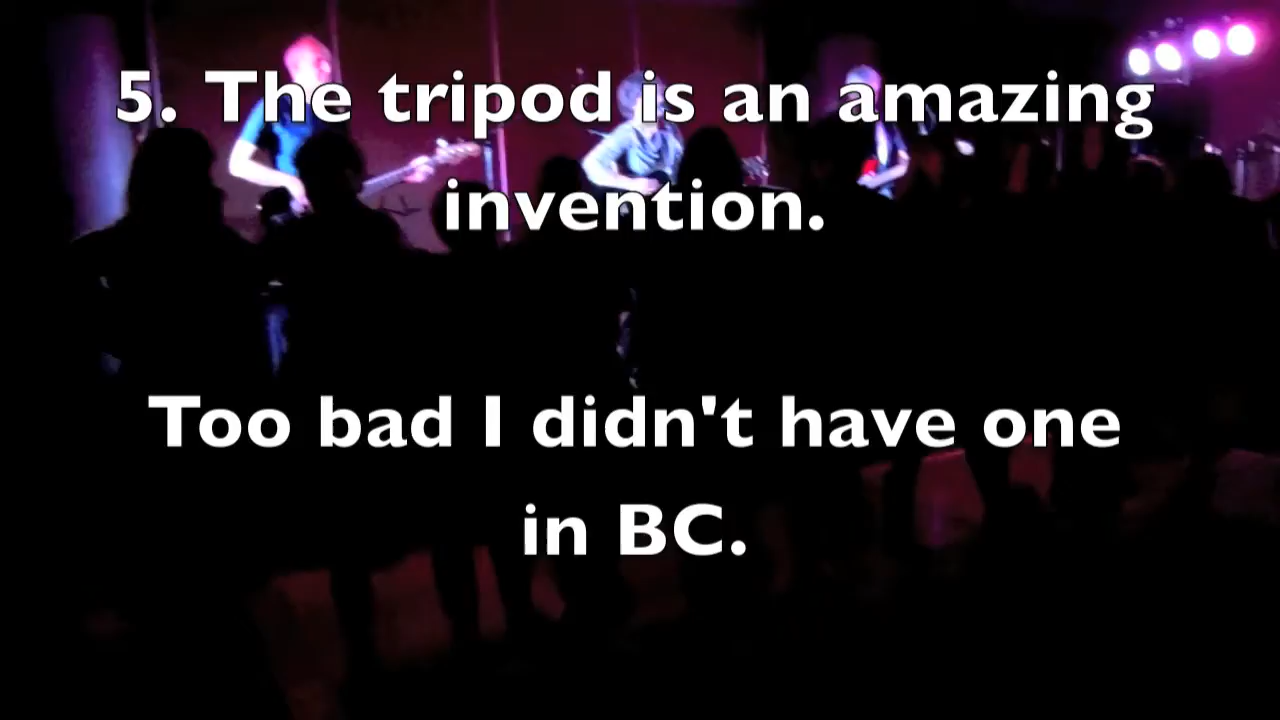 5. The tripod is an amazing
invention.
Too bad I didn't have one
in BC.